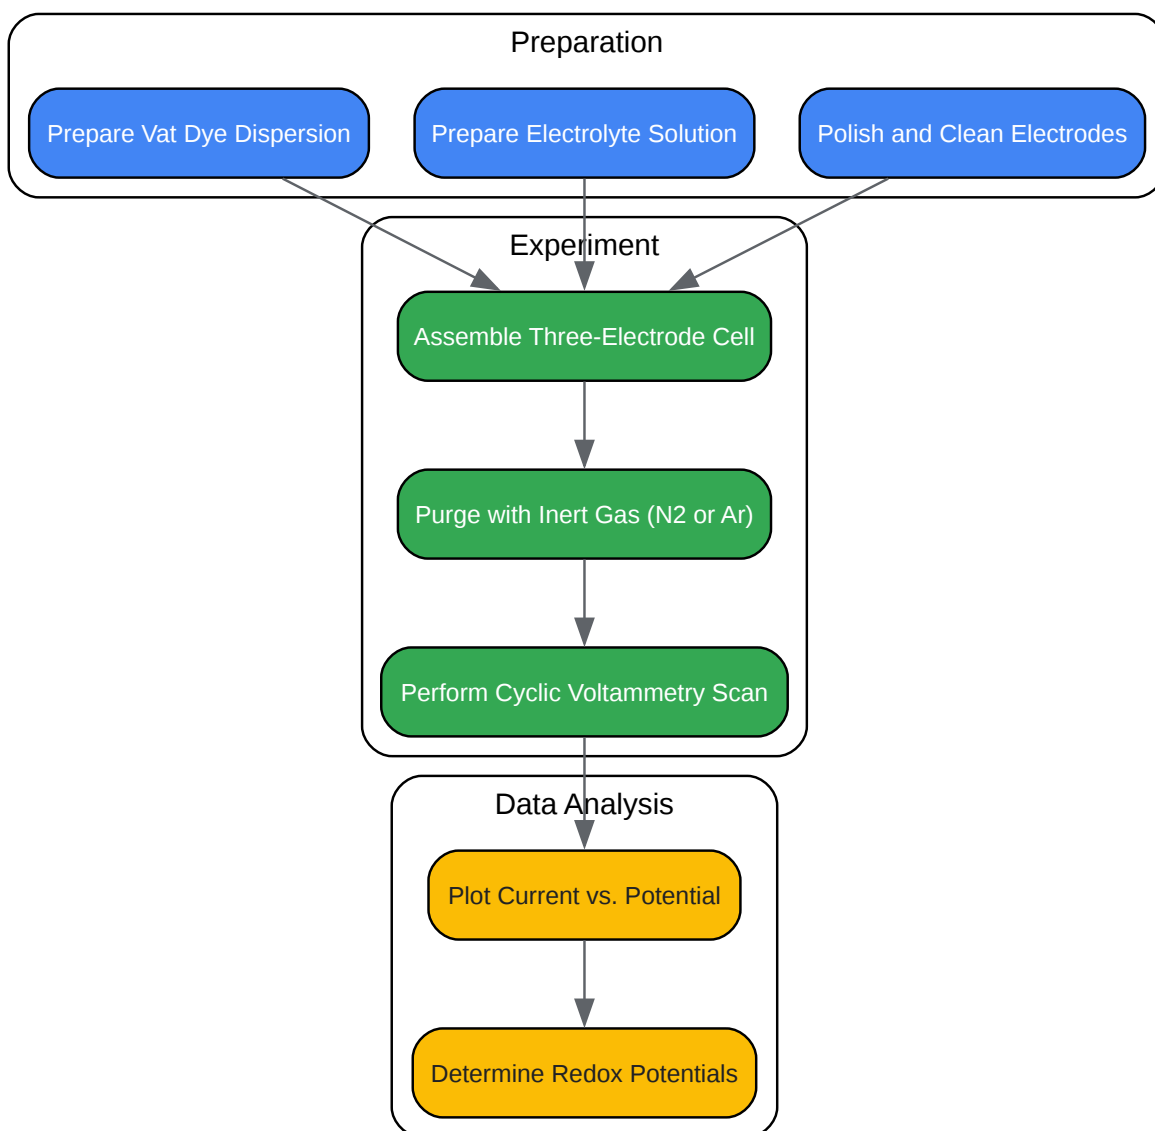 Preparation
Prepare Vat Dye Dispersion
Prepare Electrolyte Solution
Polish and Clean Electrodes
Experiment
Assemble Three-Electrode Cell
Purge with Inert Gas (N2 or Ar)
Perform Cyclic Voltammetry Scan
Data Analysis
Plot Current vs. Potential
Determine Redox Potentials